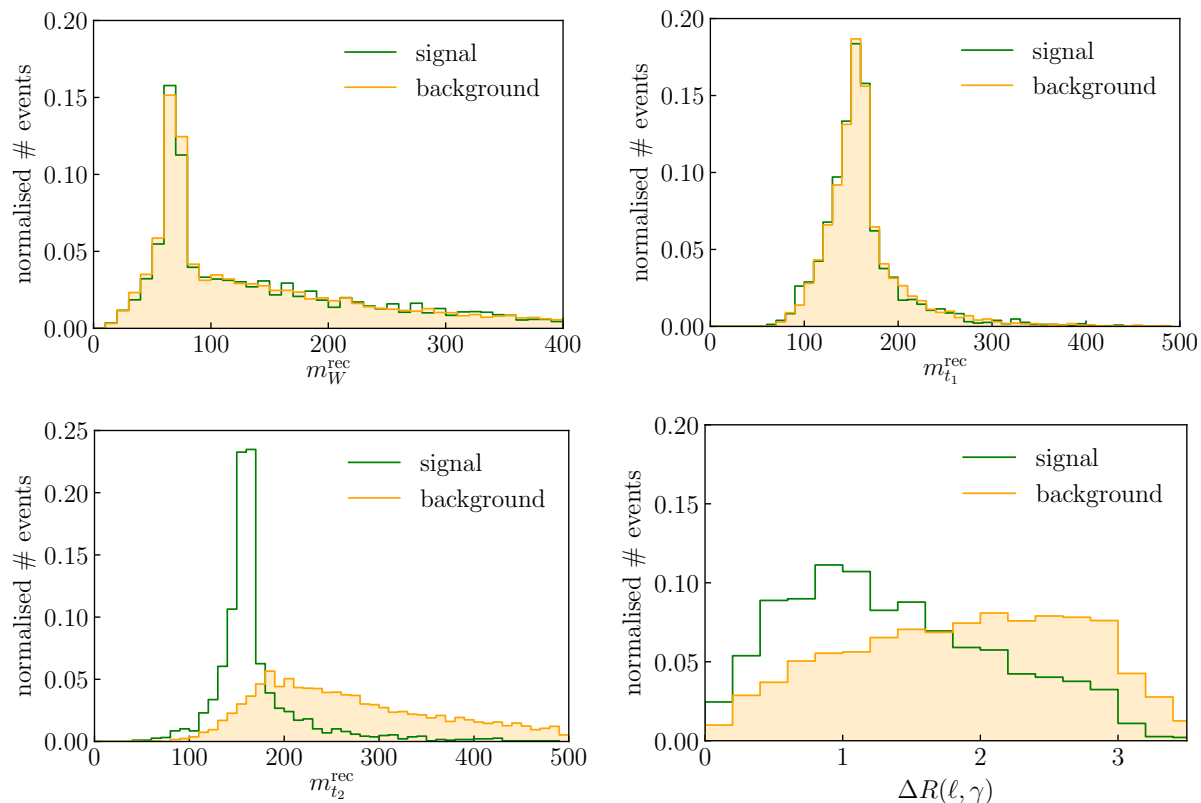 0.20
0.15
0.10
0.05
0.00
normalised # events
signal
background
0 100 200 300 400
m_W^rec
0.20
0.15
0.10
0.05
0.00
normalised # events
signal
background
0 100 200 300 400 500
m_{t_1}^rec
0.25
0.20
0.15
0.10
0.05
0.00
normalised # events
signal
background
0 100 200 300 400 500
m_{t_2}^rec
0.20
0.15
0.10
0.05
0.00
normalised # events
signal
background
0 1 2 3
ΔR(ℓ, γ)